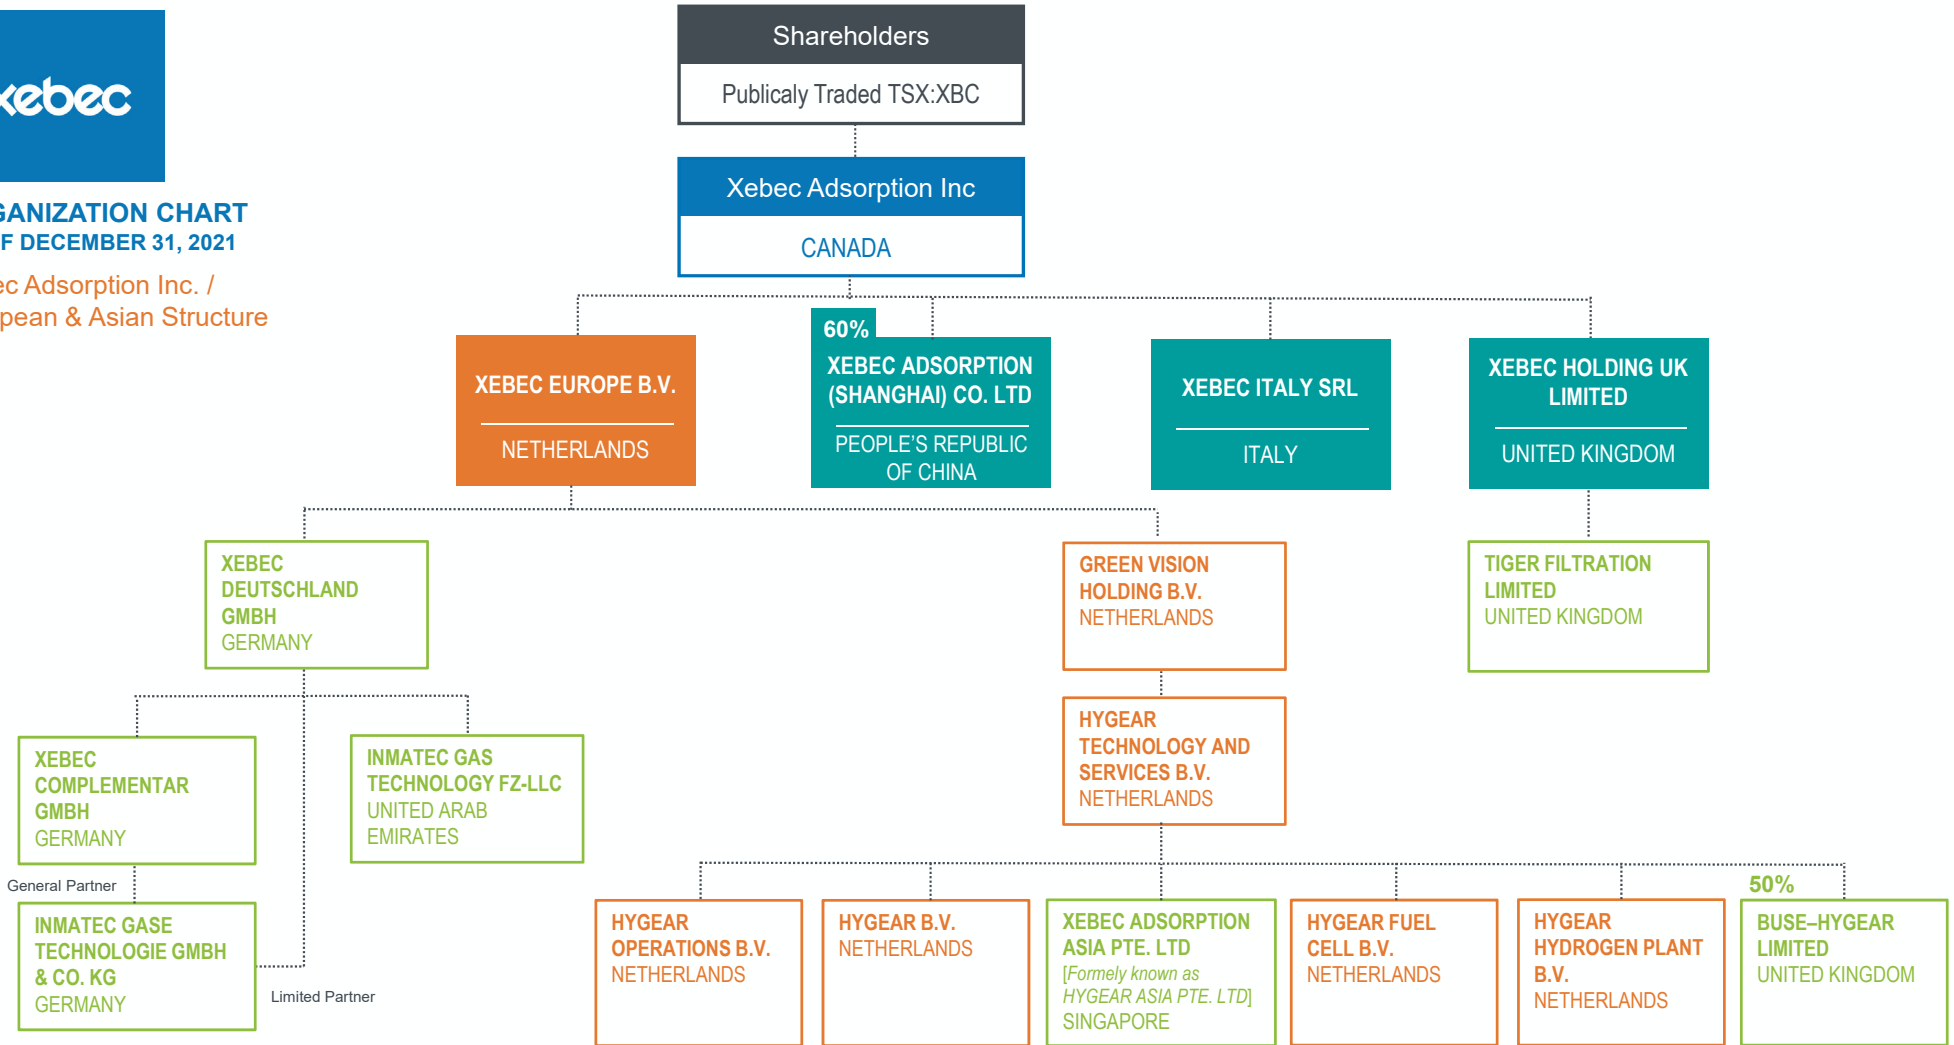 Shareholders
Publicaly Traded TSX:XBC
xebec
Xebec Adsorption Inc
CANADA
GANIZATION CHART
F DECEMBER 31, 2021
ec Adsorption Inc. /
pean & Asian Structure
XEBEC EUROPE B.V.
NETHERLANDS
60%
XEBEC ADSORPTION
(SHANGHAI) CO. LTD
PEOPLE'S REPUBLIC
OF CHINA
XEBEC ITALY SRL
ITALY
XEBEC HOLDING UK
LIMITED
UNITED KINGDOM
XEBEC
DEUTSCHLAND
GMBH
GERMANY
GREEN VISION
HOLDING B.V.
NETHERLANDS
TIGER FILTRATION
LIMITED
UNITED KINGDOM
XEBEC
COMPLEMENTAR
GMBH
GERMANY
INMATEC GAS
TECHNOLOGY FZ-LLC
UNITED ARAB
EMIRATES
HYGEAR
TECHNOLOGY AND
SERVICES B.V.
NETHERLANDS
General Partner
INMATEC GASE
TECHNOLOGIE GMBH
& CO. KG
GERMANY
Limited Partner
HYGEAR
OPERATIONS B.V.
NETHERLANDS
HYGEAR B.V.
NETHERLANDS
XEBEC ADSORPTION
ASIA PTE. LTD
[Formely known as
HYGEAR ASIA PTE. LTD]
SINGAPORE
HYGEAR FUEL
CELL B.V.
NETHERLANDS
HYGEAR
HYDROGEN PLANT
B.V.
NETHERLANDS
50%
BUSE–HYGEAR
LIMITED
UNITED KINGDOM